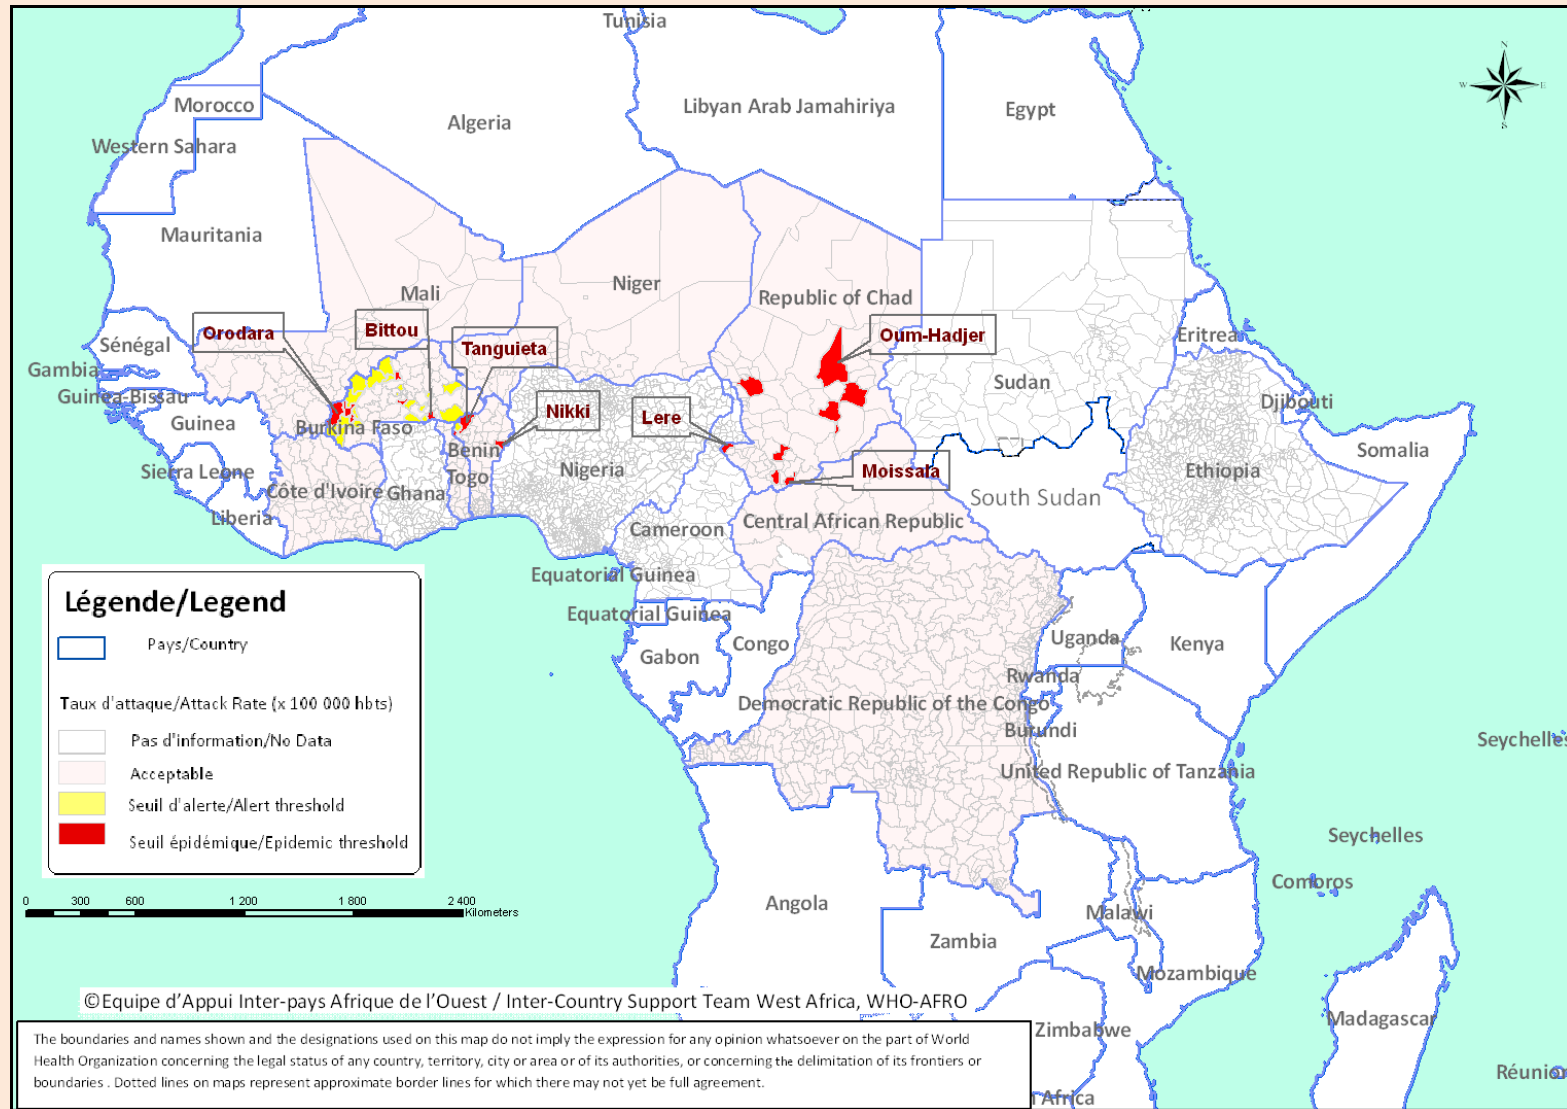 Tunisia
N
W
E
S
Morocco
Algeria
Libyan Arab Jamahiriya
Egypt
Western Sahara
Mauritania
Mali
Niger
Republic of Chad
Orodara
Bittou
Tanguieta
Oum-Hadjer
Eritrea
Sénégal
Gambia
Guinea-Bissau
Guinea
Sudan
Djibouti
Burkina Faso
Nikki
Lere
Benin
Togo
Nigeria
Moissala
Ethiopia
Somalia
Sierra Leone
Côte d'Ivoire
Ghana
Liberia
South Sudan
Cameroon
Central African Republic
Equatorial Guinea
Equatorial Guinea
Congo
Gabon
Uganda
Kenya
Rwanda
Democratic Republic of the Congo
Burundi
United Republic of Tanzania
Seychelles
Seychelles
Comoros
Angola
Malawi
Zambia
Mozambique
Zimbabwe
Madagascar
Réunion
Africa
Légende/Legend
Pays/Country
Taux d'attaque/Attack Rate (x 100 000 hbts)
Pas d'information/No Data
Acceptable
Seuil d'alerte/Alert threshold
Seuil épidémique/Epidemic threshold
0 300 600 1 200 1 800 2 400
Kilometers
©Equipe d'Appui Inter-pays Afrique de l'Ouest / Inter-Country Support Team West Africa, WHO-AFRO
The boundaries and names shown and the designations used on this map do not imply the expression for any opinion whatsoever on the part of World
Health Organization concerning the legal status of any country, territory, city or area or of its authorities, or concerning the delimitation of its frontiers or
boundaries . Dotted lines on maps represent approximate border lines for which there may not yet be full agreement.